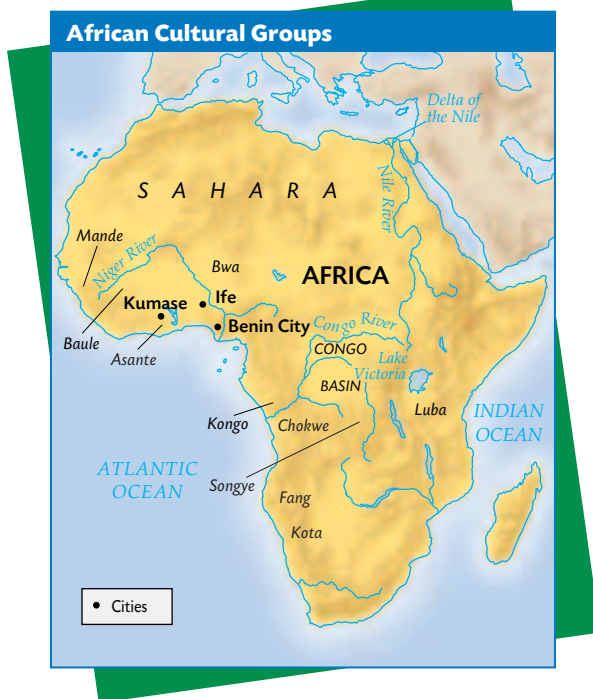 African Cultural Groups
Delta of
the Nile
SAHARA
Nile River
Mande
Niger River
Bwa
AFRICA
Ife
Kumase
Benin City
Baule
Asante
Congo River
CONGO
BASIN
Lake
Victoria
Luba
INDIAN
OCEAN
Kongo
Chokwe
ATLANTIC
OCEAN
Songye
Fang
Kota
Cities